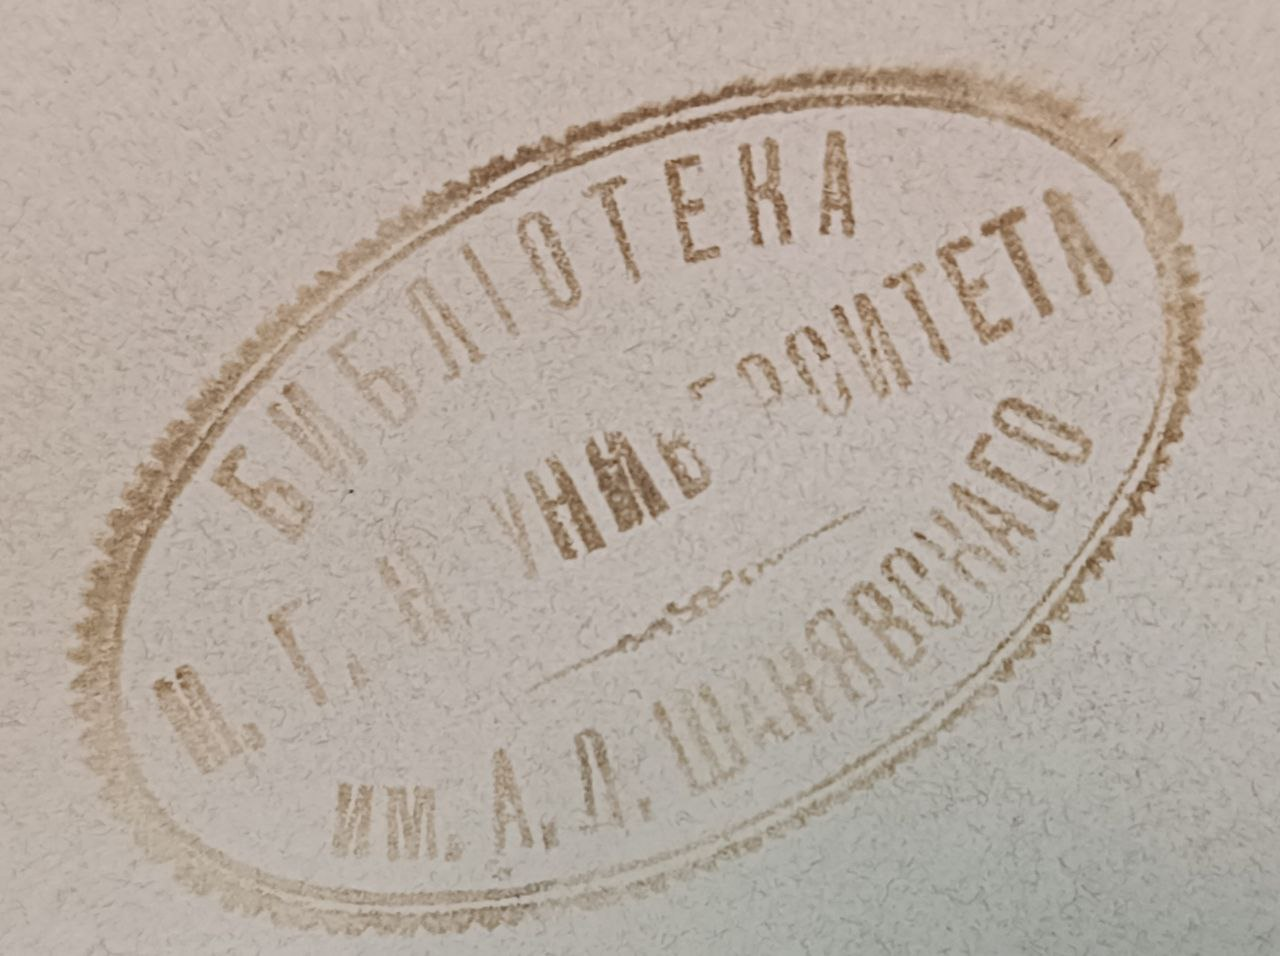 БИБЛІОТЕКА
М. Г. Н. УНИВЕРСИТЕТА
ИМ. А. Д. ШАНЯВСКАГО